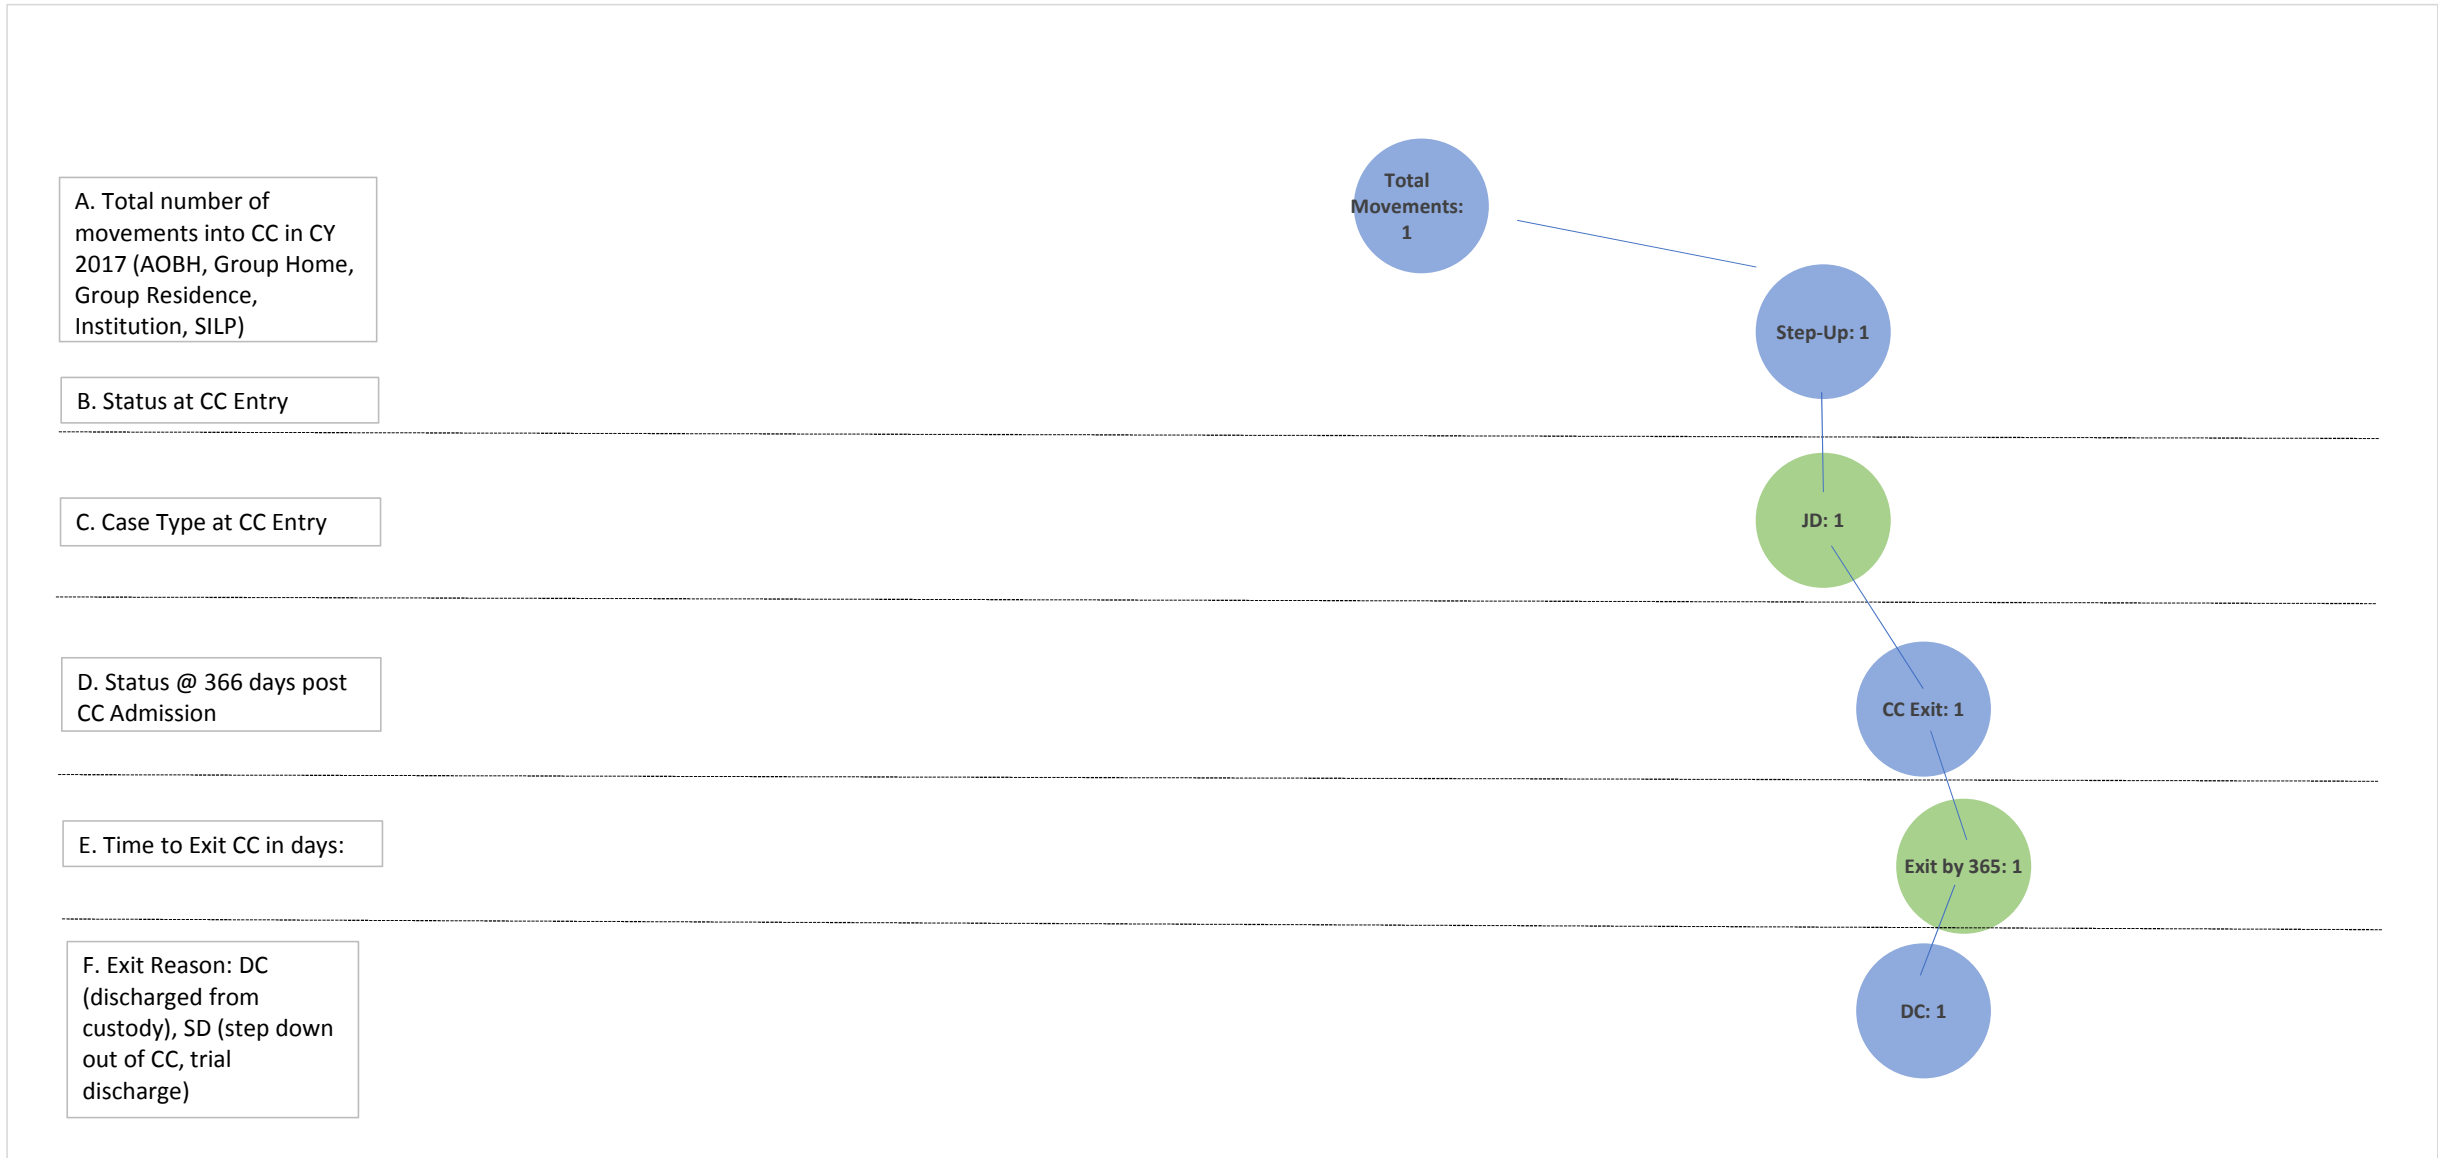 A. Total number of
movements into CC in CY
2017 (AOBH, Group Home,
Group Residence,
Institution, SILP)
Total
Movements:
1
Step-Up: 1
B. Status at CC Entry
C. Case Type at CC Entry
JD: 1
D. Status @ 366 days post
CC Admission
CC Exit: 1
E. Time to Exit CC in days:
Exit by 365: 1
F. Exit Reason: DC
(discharged from
custody), SD (step down
out of CC, trial
discharge)
DC: 1